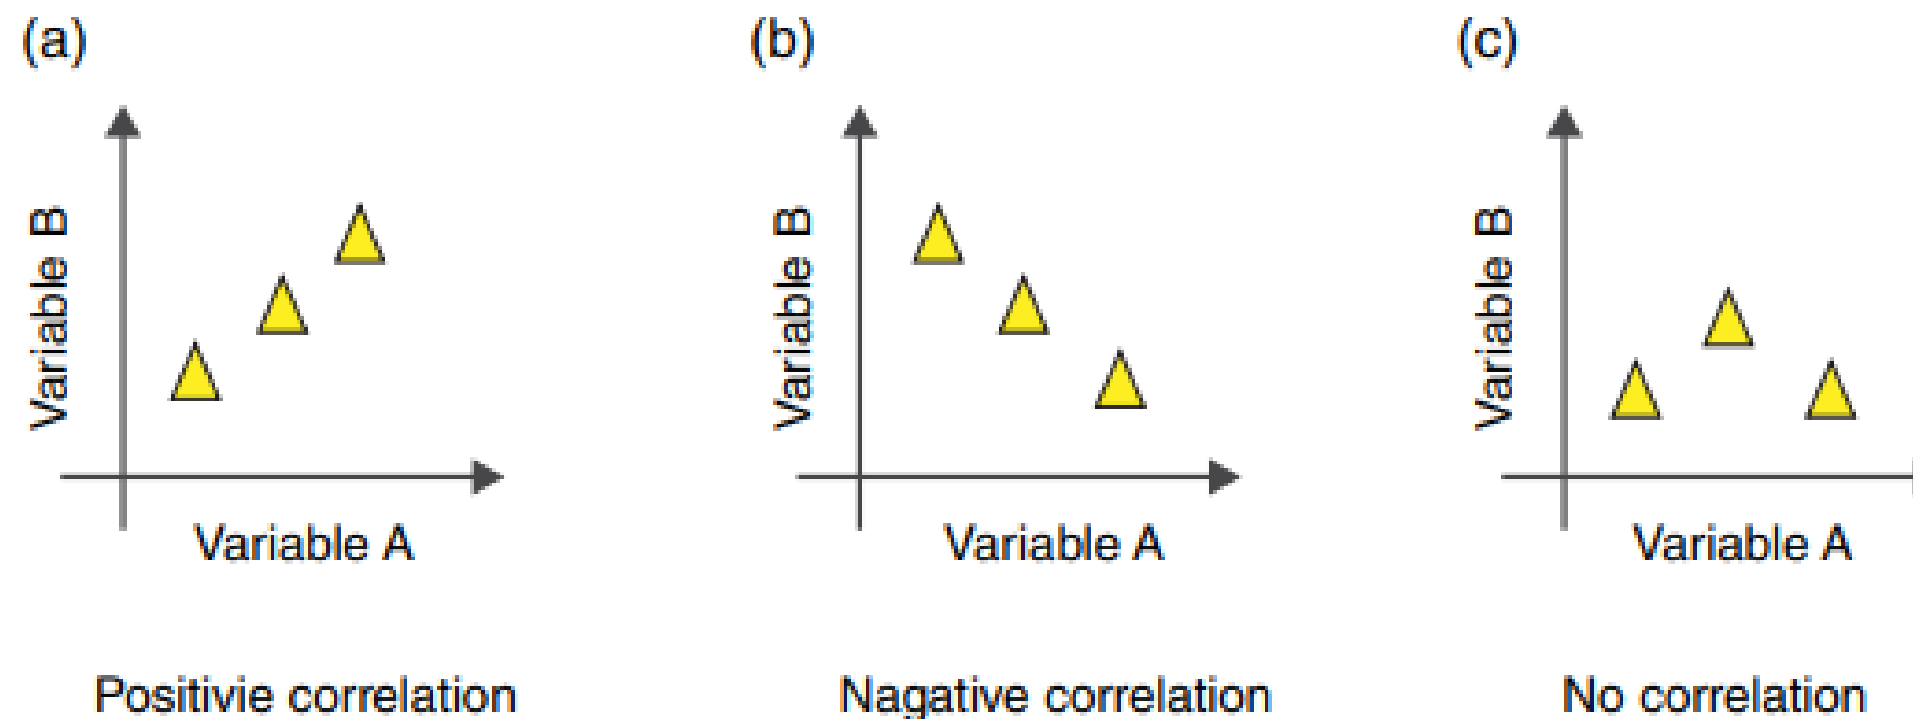 (a)
(b)
(c)
Variable B
Variable B
Variable B
Variable A
Variable A
Variable A
Positivie correlation
Nagative correlation
No correlation